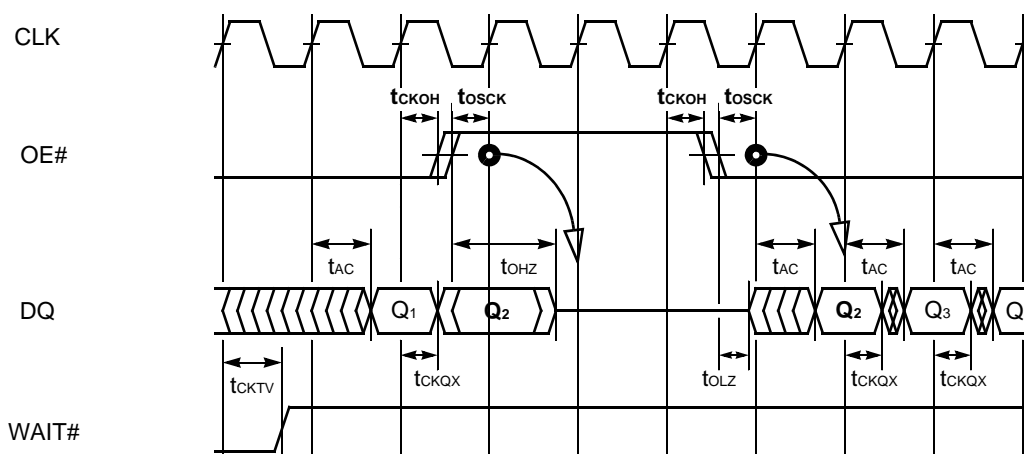 CLK
tCKOH tOSCK tCKOH tOSCK
OE#
tAC tOHZ tAC tAC tAC
DQ Q1 Q2 Q2 Q3 Q
tCKTV tCKQX tOLZ tCKQX tCKQX
WAIT#